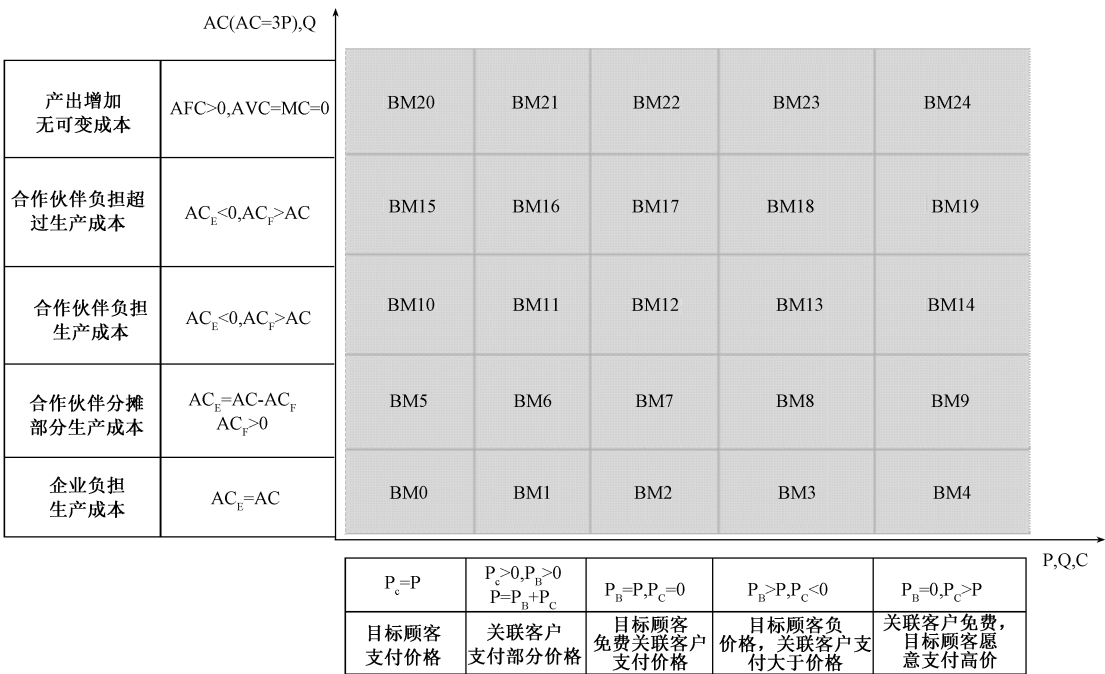 AC(AC=3P),Q
产出增加
无可变成本
AFC>0,AVC=MC=0
BM20 BM21 BM22 BM23 BM24
合作伙伴负担超
过生产成本
AC_E<0,AC_F>AC
BM15 BM16 BM17 BM18 BM19
合作伙伴负担
生产成本
AC_E<0,AC_F>AC
BM10 BM11 BM12 BM13 BM14
合作伙伴分摊
部分生产成本
AC_E=AC-AC_F
AC_F>0
BM5 BM6 BM7 BM8 BM9
企业负担
生产成本
AC_E=AC
BM0 BM1 BM2 BM3 BM4
P,Q,C
P_c=P
P_c>0,P_B>0
P=P_B+P_C
P_B=P,P_C=0
P_B>P,P_C<0
P_B=0,P_C>P
目标顾客
支付价格
关联客户
支付部分价格
目标顾客
免费关联客户
支付价格
目标顾客负
价格，关联客户支
付大于价格
关联客户免费，
目标顾客愿
意支付高价